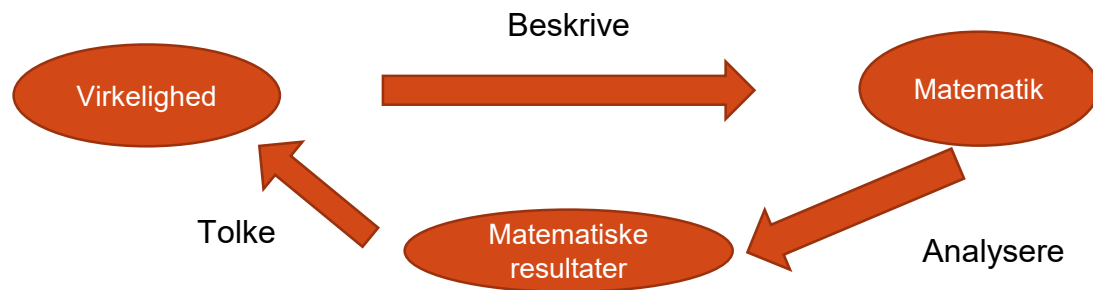 Beskrive
Virkelighed
Matematik
Tolke
Matematiske
resultater
Analysere